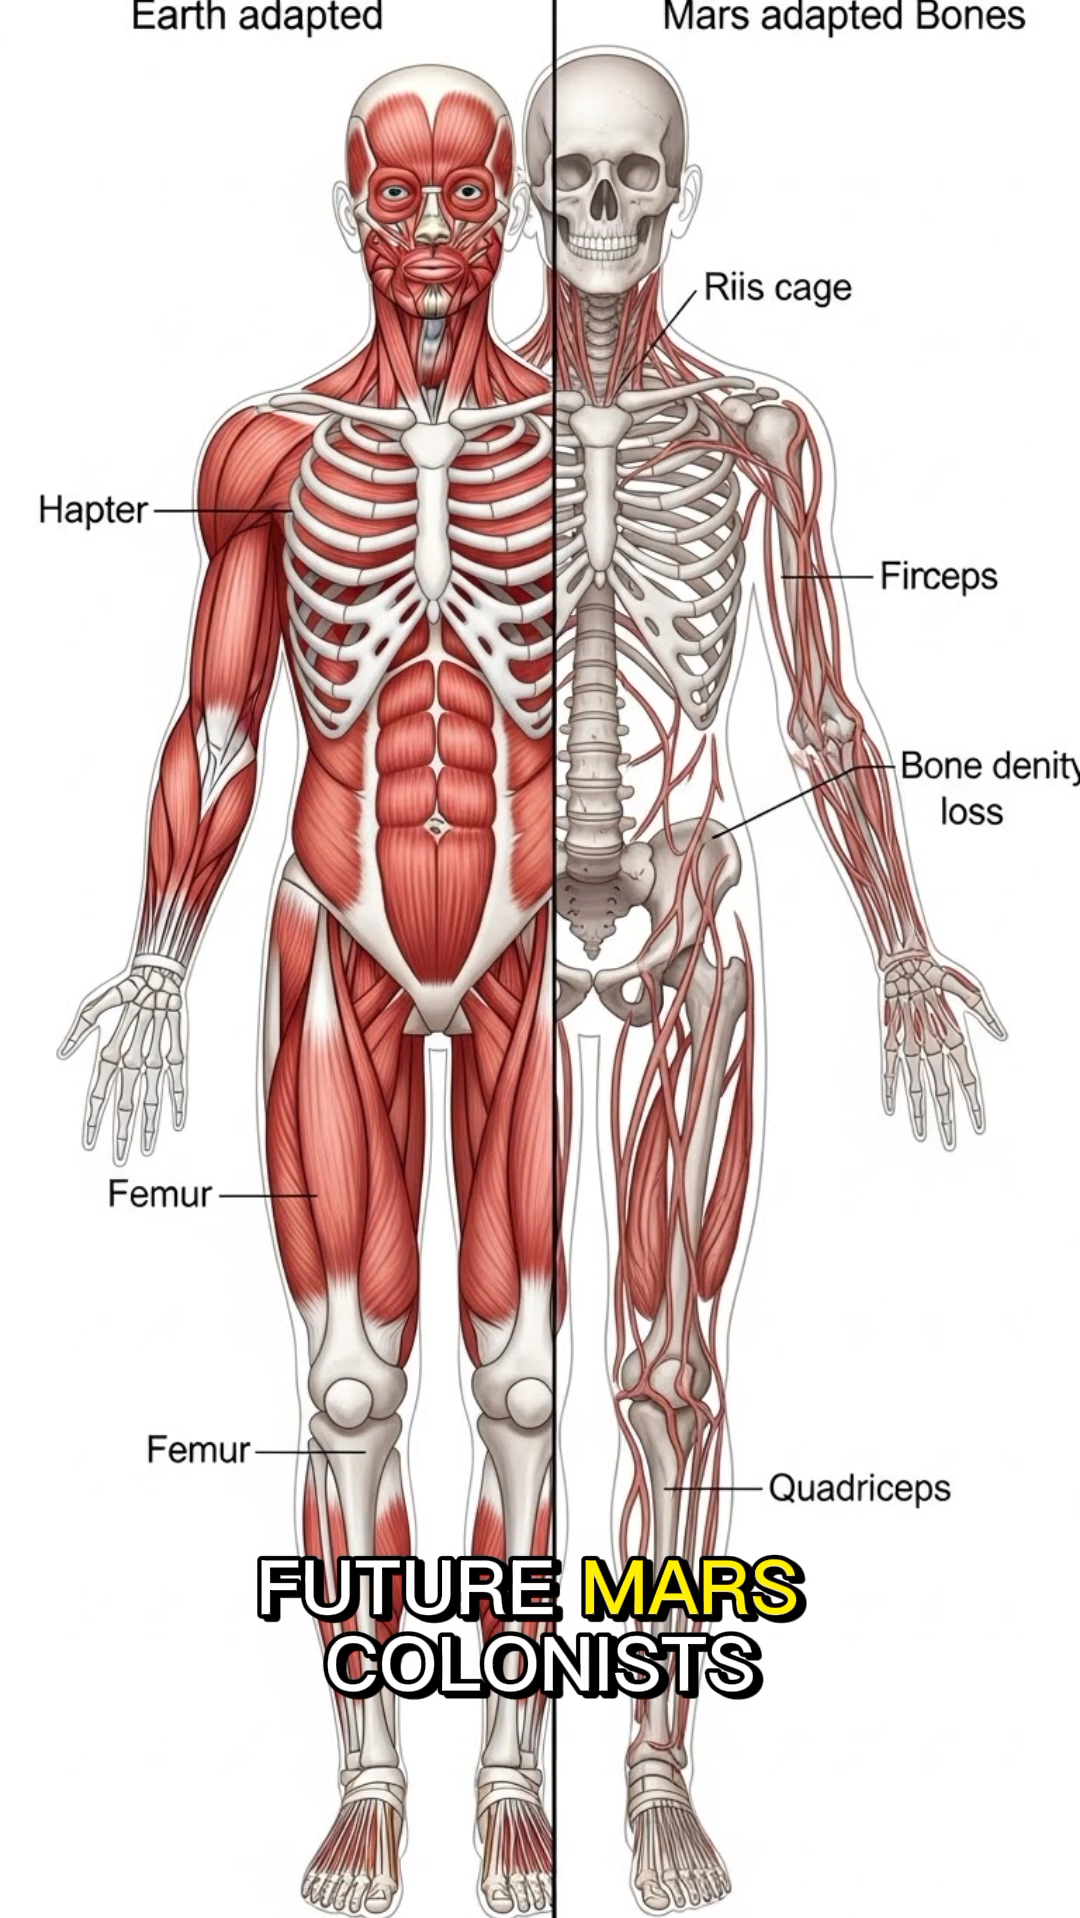 Earth adapted
Mars adapted Bones
Riis cage
Hapter
Firceps
Bone denity
loss
Femur
Femur
Quadriceps
FUTURE MARS
COLONISTS